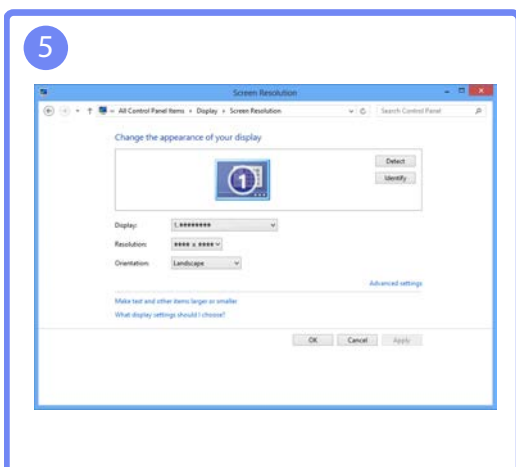 5
Screen Resolution
« All Control Panel Items › Display › Screen Resolution
Search Control Panel
Change the appearance of your display
1
Detect
Identify
Display: 1.********
Resolution: **** x ****
Orientation: Landscape
Advanced settings
Make text and other items larger or smaller
What display settings should I choose?
OK Cancel Apply